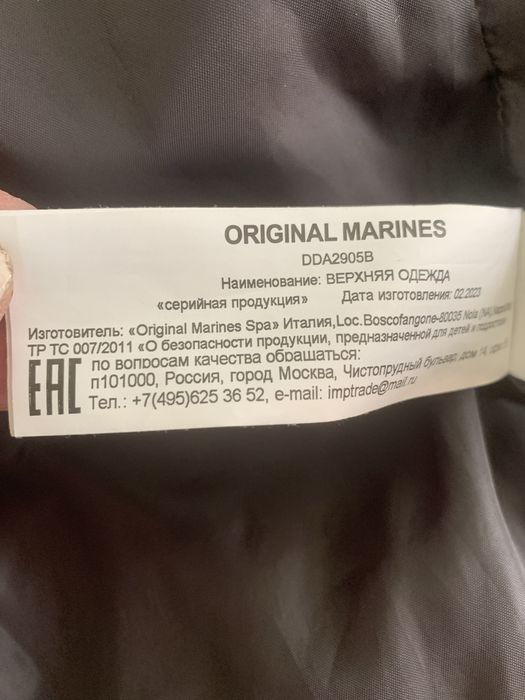 ORIGINAL MARINES
DDA2905B
Наименование: ВЕРХНЯЯ ОДЕЖДА
«серийная продукция» Дата изготовления: 02.2023
Изготовитель: «Original Marines Spa» Италия,Loc.Boscofangone-80035 Nola (NA),
ТР ТС 007/2011 «О безопасности продукции, предназначенной для детей и подростков»
EAC по вопросам качества обращаться:
п101000, Россия, город Москва, Чистопрудный бульвар, дом 14,
Тел.: +7(495)625 36 52, e-mail: imptrade@mail.ru